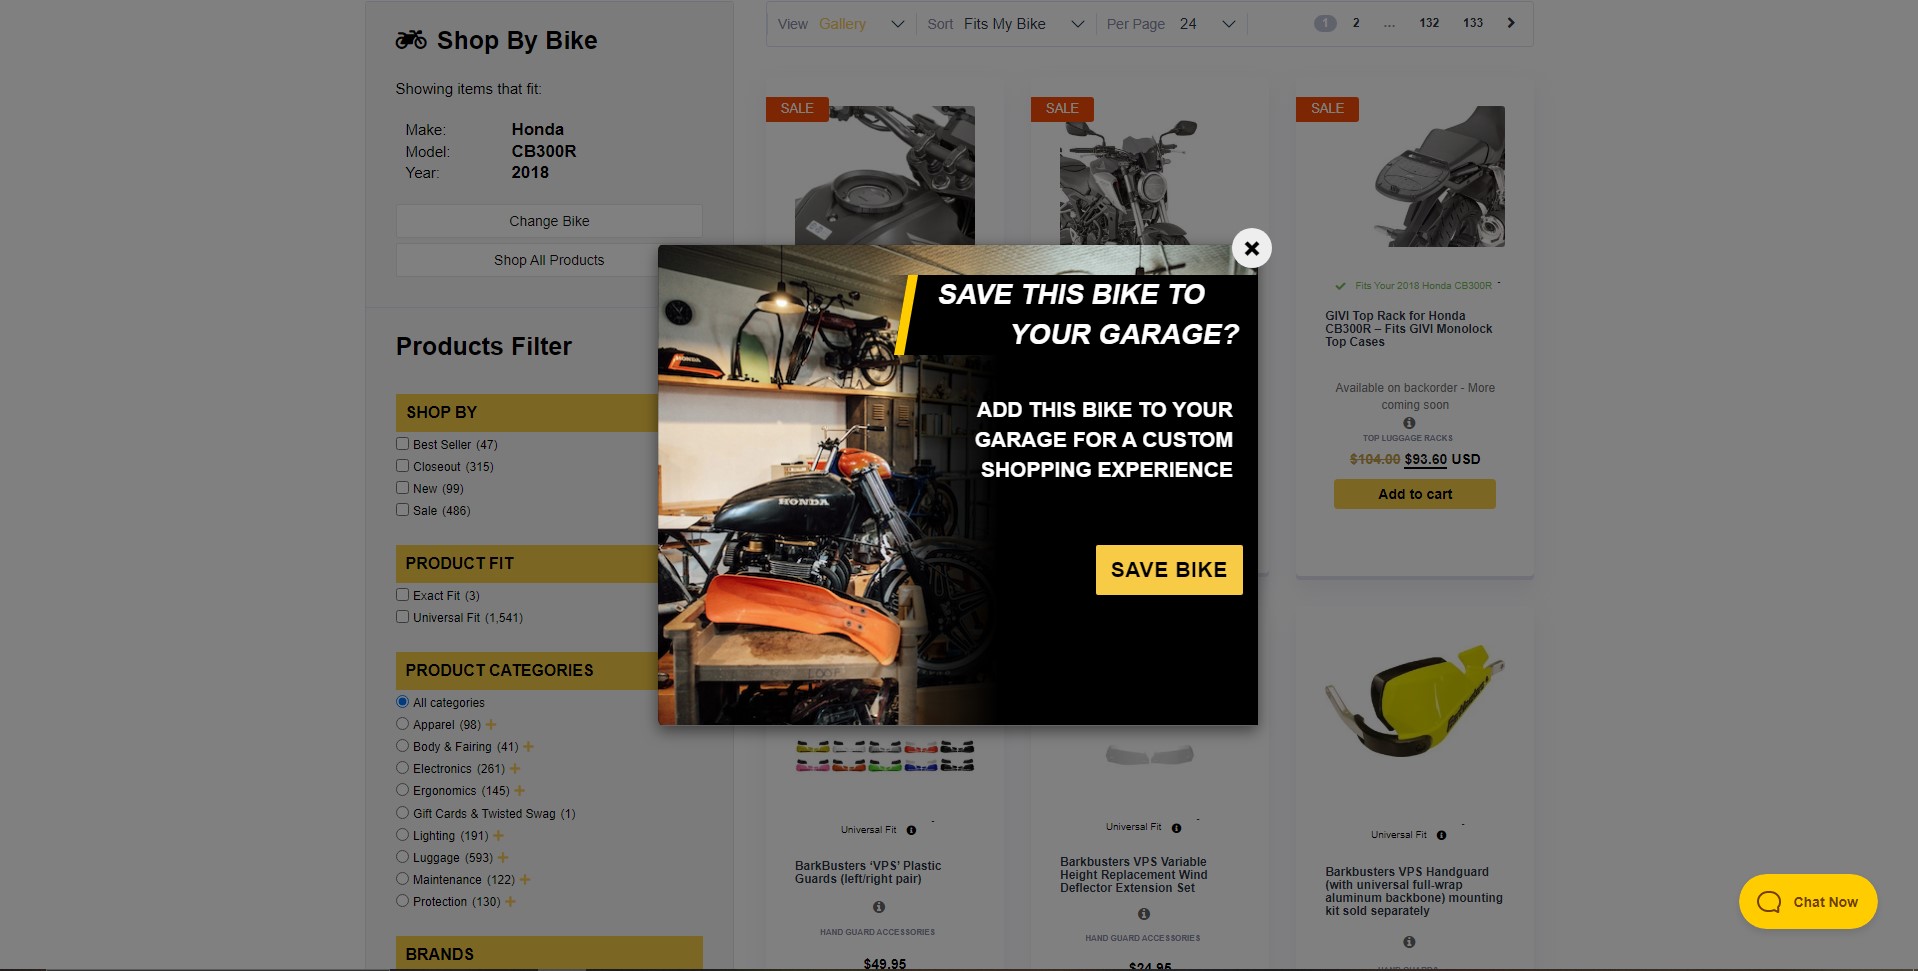 Shop By Bike
Showing items that fit:
Make: Honda
Model: CB300R
Year: 2018
Change Bike
Shop All Products
Products Filter
SHOP BY
Best Seller (47)
Closeout (315)
New (99)
Sale (486)
PRODUCT FIT
Exact Fit (3)
Universal Fit (1,541)
PRODUCT CATEGORIES
All categories
Apparel (98) +
Body & Fairing (41) +
Electronics (261) +
Ergonomics (145) +
Gift Cards & Twisted Swag (1)
Lighting (191) +
Luggage (593) +
Maintenance (122) +
Protection (130) +
BRANDS
View Gallery Sort Fits My Bike Per Page 24 1 2 ... 132 133
SALE
SALE
SALE
Fits Your 2018 Honda CB300R -
GIVI Top Rack for Honda
CB300R – Fits GIVI Monolock
Top Cases
Available on backorder - More
coming soon
TOP LUGGAGE RACKS
$104.00 $93.60 USD
Add to cart
SAVE THIS BIKE TO
YOUR GARAGE?
ADD THIS BIKE TO YOUR
GARAGE FOR A CUSTOM
SHOPPING EXPERIENCE
SAVE BIKE
HONDA
LOOP
Universal Fit -
BarkBusters ‘VPS’ Plastic
Guards (left/right pair)
HAND GUARD ACCESSORIES
$49.95
Universal Fit -
Barkbusters VPS Variable
Height Replacement Wind
Deflector Extension Set
HAND GUARD ACCESSORIES
$24.95
Barkbusters
Universal Fit -
Barkbusters VPS Handguard
(with universal full-wrap
aluminum backbone) mounting
kit sold separately
HAND GUARDS
Chat Now